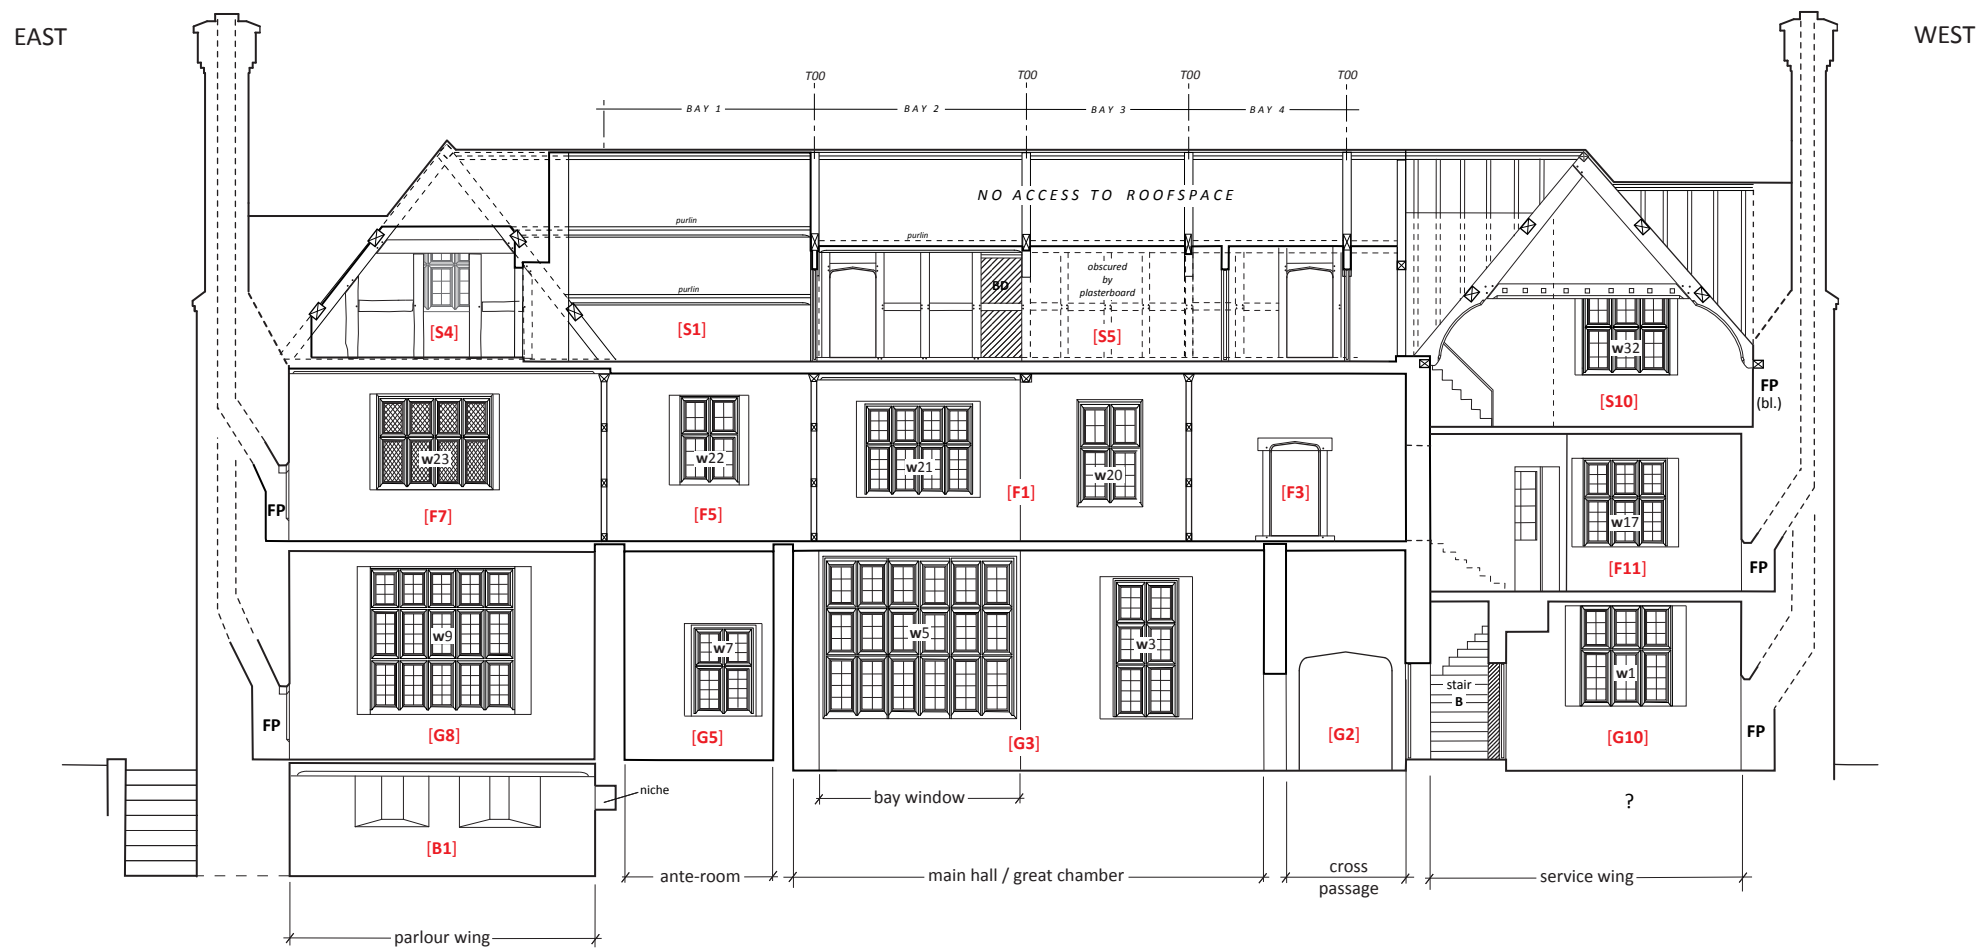 EAST
WEST
T00
T00
T00
T00
BAY 1
BAY 2
BAY 3
BAY 4
NO ACCESS TO ROOFSPACE
purlin
purlin
purlin
obscured
by
plasterboard
BD
[S4]
[S1]
[S5]
w32
[S10]
FP
(bl.)
w23
w22
w21
w20
[F7]
[F5]
[F1]
[F3]
FP
w17
[F11]
FP
w9
w7
w5
w3
w1
stair
B
FP
[G8]
[G5]
[G3]
[G2]
[G10]
FP
niche
bay window
?
[B1]
ante-room
main hall / great chamber
cross
passage
service wing
parlour wing